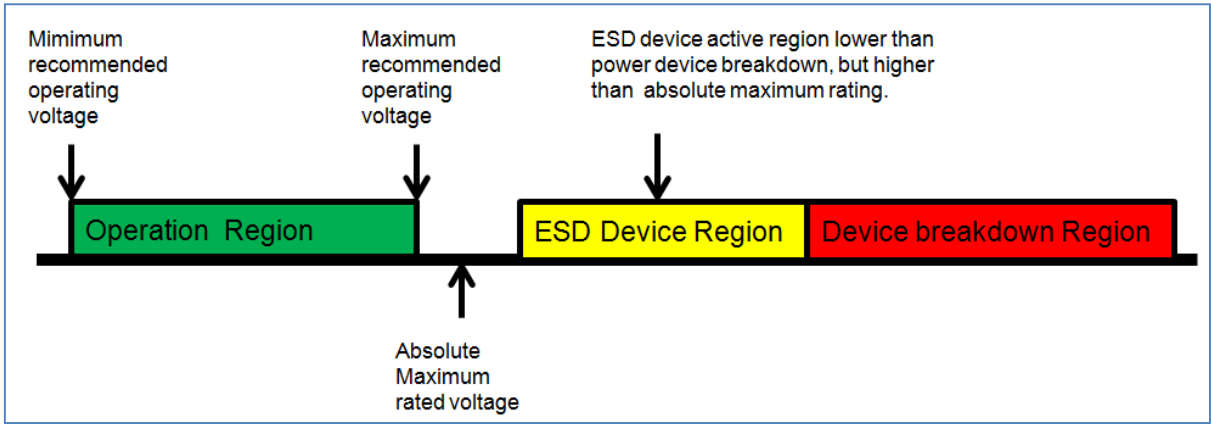 Mimimum
recommended
operating
voltage
Maximum
recommended
operating
voltage
ESD device active region lower than
power device breakdown, but higher
than absolute maximum rating.
Operation Region
ESD Device Region
Device breakdown Region
Absolute
Maximum
rated voltage